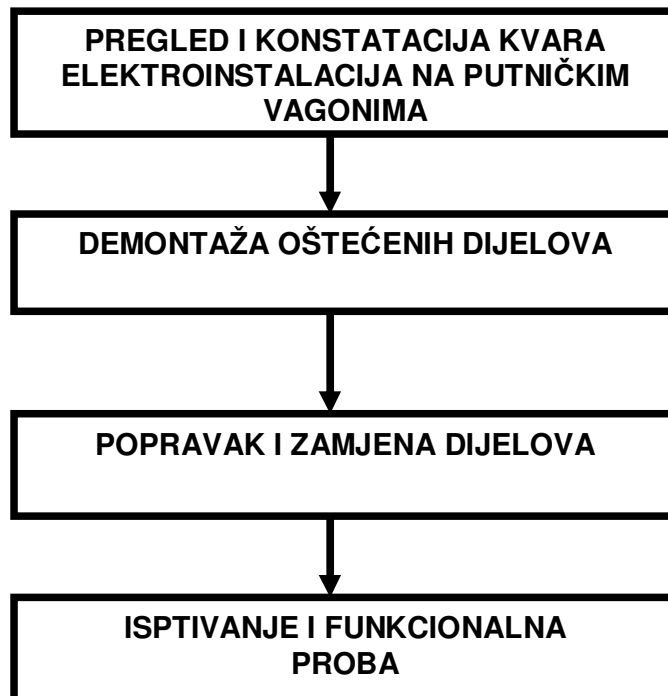 PREGLED I KONSTATACIJA KVARA
ELEKTROINSTALACIJA NA PUTNIČKIM
VAGONIMA
DEMONTAŽA OŠTEĆENIH DIJELOVA
POPRAVAK I ZAMJENA DIJELOVA
ISPTIVANJE I FUNKCIONALNA
PROBA